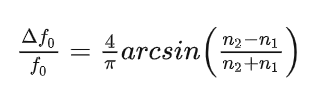 Δf₀/f₀ = 4/π arcsin((n₂−n₁)/(n₂+n₁))